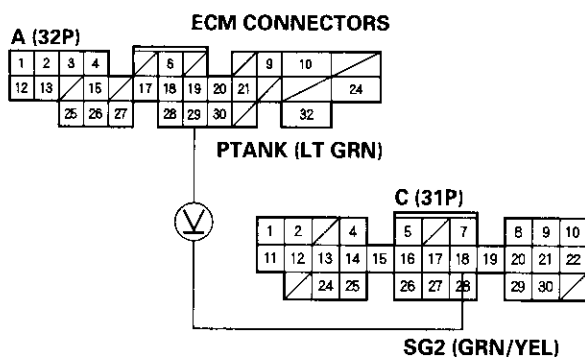 ECM CONNECTORS
A (32P)
1 2 3 4 6 9 10
12 13 15 17 18 19 20 21 24
25 26 27 28 29 30 32
PTANK (LT GRN)
V
C (31P)
1 2 4 5 7 8 9 10
11 12 13 14 15 16 17 18 19 20 21 22
24 25 26 27 28 29 30
SG2 (GRN/YEL)